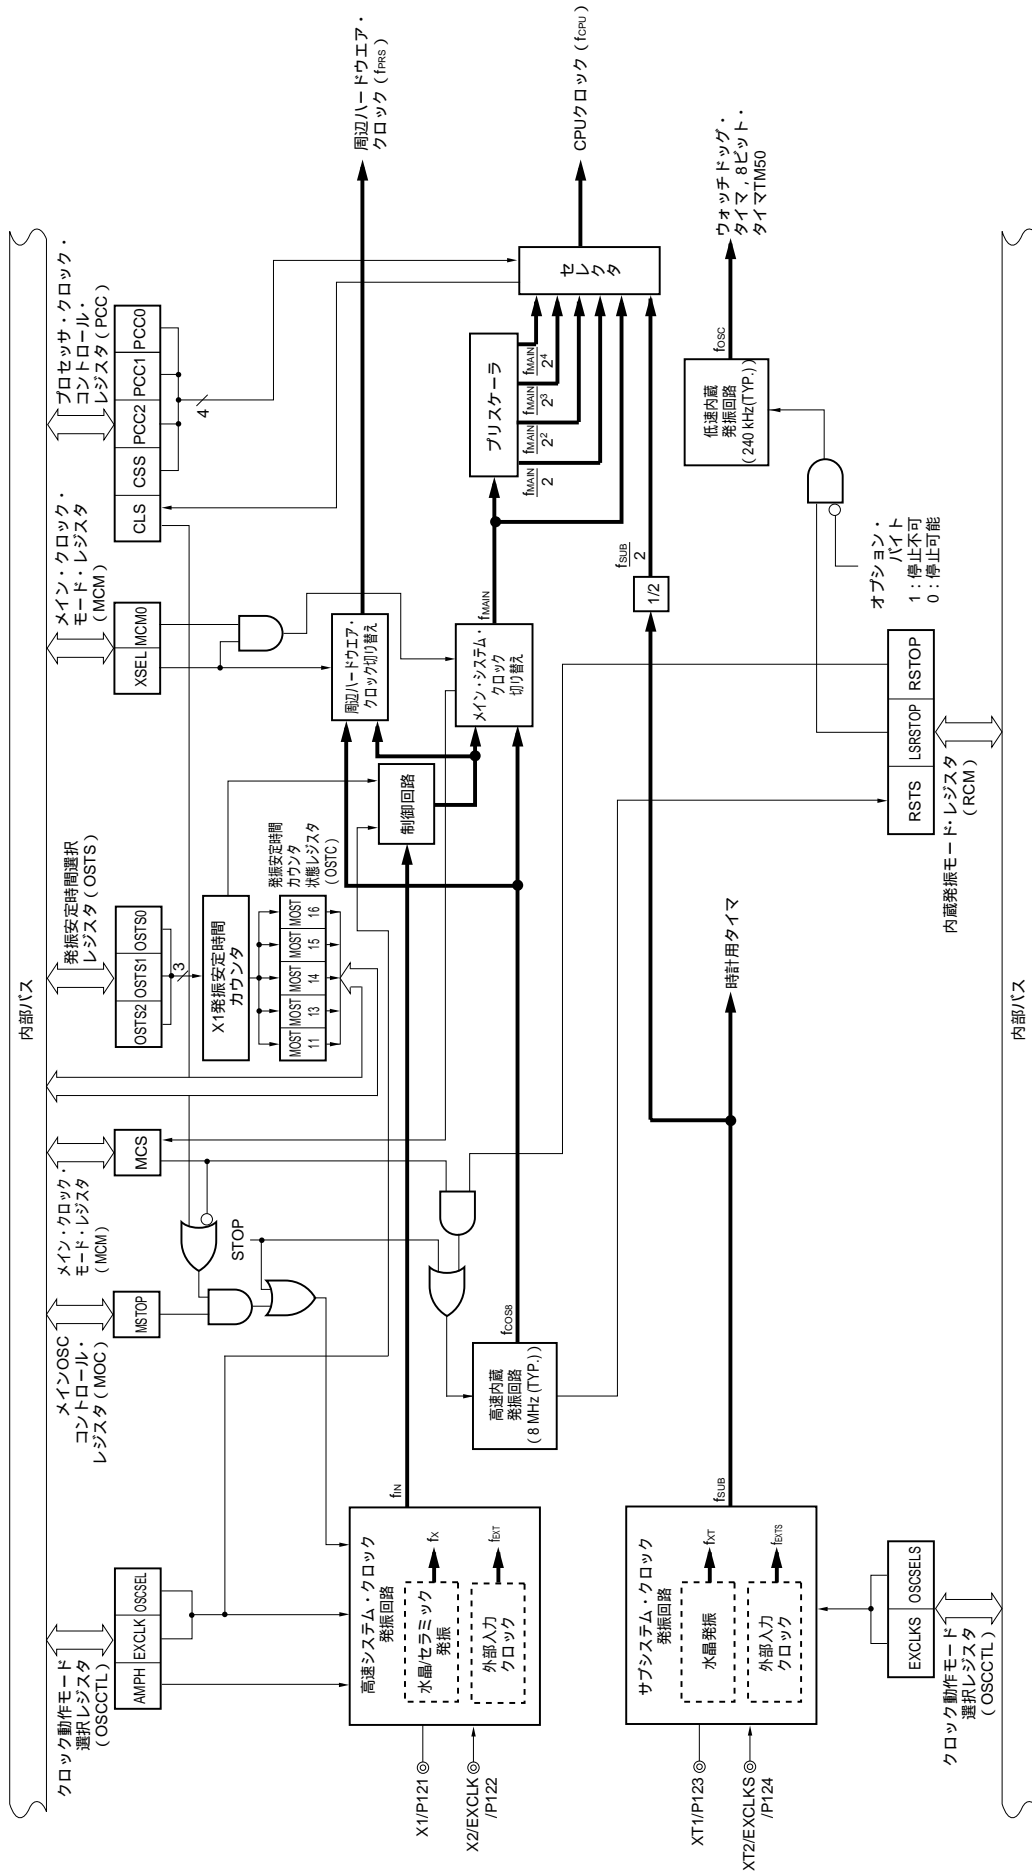 内部バス
クロック動作モード
選択レジスタ
(OSCCTL)
AMPH EXCLK OSCSEL
メインOSC
コントロール・
レジスタ(MOC)
MSTOP
メイン・クロック・
モード・レジスタ
(MCM)
MCS
STOP
発振安定時間選択
レジスタ(OSTS)
OSTS2 OSTS1 OSTS0
3
X1発振安定時間
カウンタ
MOST
11
MOST
13
MOST
14
MOST
15
MOST
16
発振安定時間
カウンタ
状態レジスタ
(OSTC)
メイン・クロック・
モード・レジスタ
(MCM)
XSEL MCM0
プロセッサ・クロック・
コントロール・
レジスタ(PCC)
CLS CSS PCC2 PCC1 PCC0
4
X1/P121
X2/EXCLK
/P122
高速システム・クロック
発振回路
水晶/セラミック
発振
fX
外部入力
クロック
fEXT
fIN
制御回路
周辺ハードウエア・
クロック切り替え
周辺ハードウエア・
クロック(fPRS)
高速内蔵
発振回路
(8 MHz (TYP.))
fCOS8
メイン・システム・
クロック
切り替え
fMAIN
プリスケーラ
fMAIN
2
fMAIN
2²
fMAIN
2³
fMAIN
2⁴
セレクタ
CPUクロック(fCPU)
XT1/P123
XT2/EXCLKS
/P124
サブシステム・クロック
発振回路
水晶発振
fXT
外部入力
クロック
fEXTS
fSUB
時計用タイマ
1/2
fSUB
2
低速内蔵
発振回路
(240 kHz(TYP.))
fOSC
ウォッチドッグ・
タイマ,8ビット・
タイマTM50
オプション・
バイト
1:停止不可
0:停止可能
EXCLKS OSCSELS
クロック動作モード
選択レジスタ
(OSCCTL)
RSTS LSRSTOP RSTOP
内蔵発振モード・レジスタ
(RCM)
内部バス